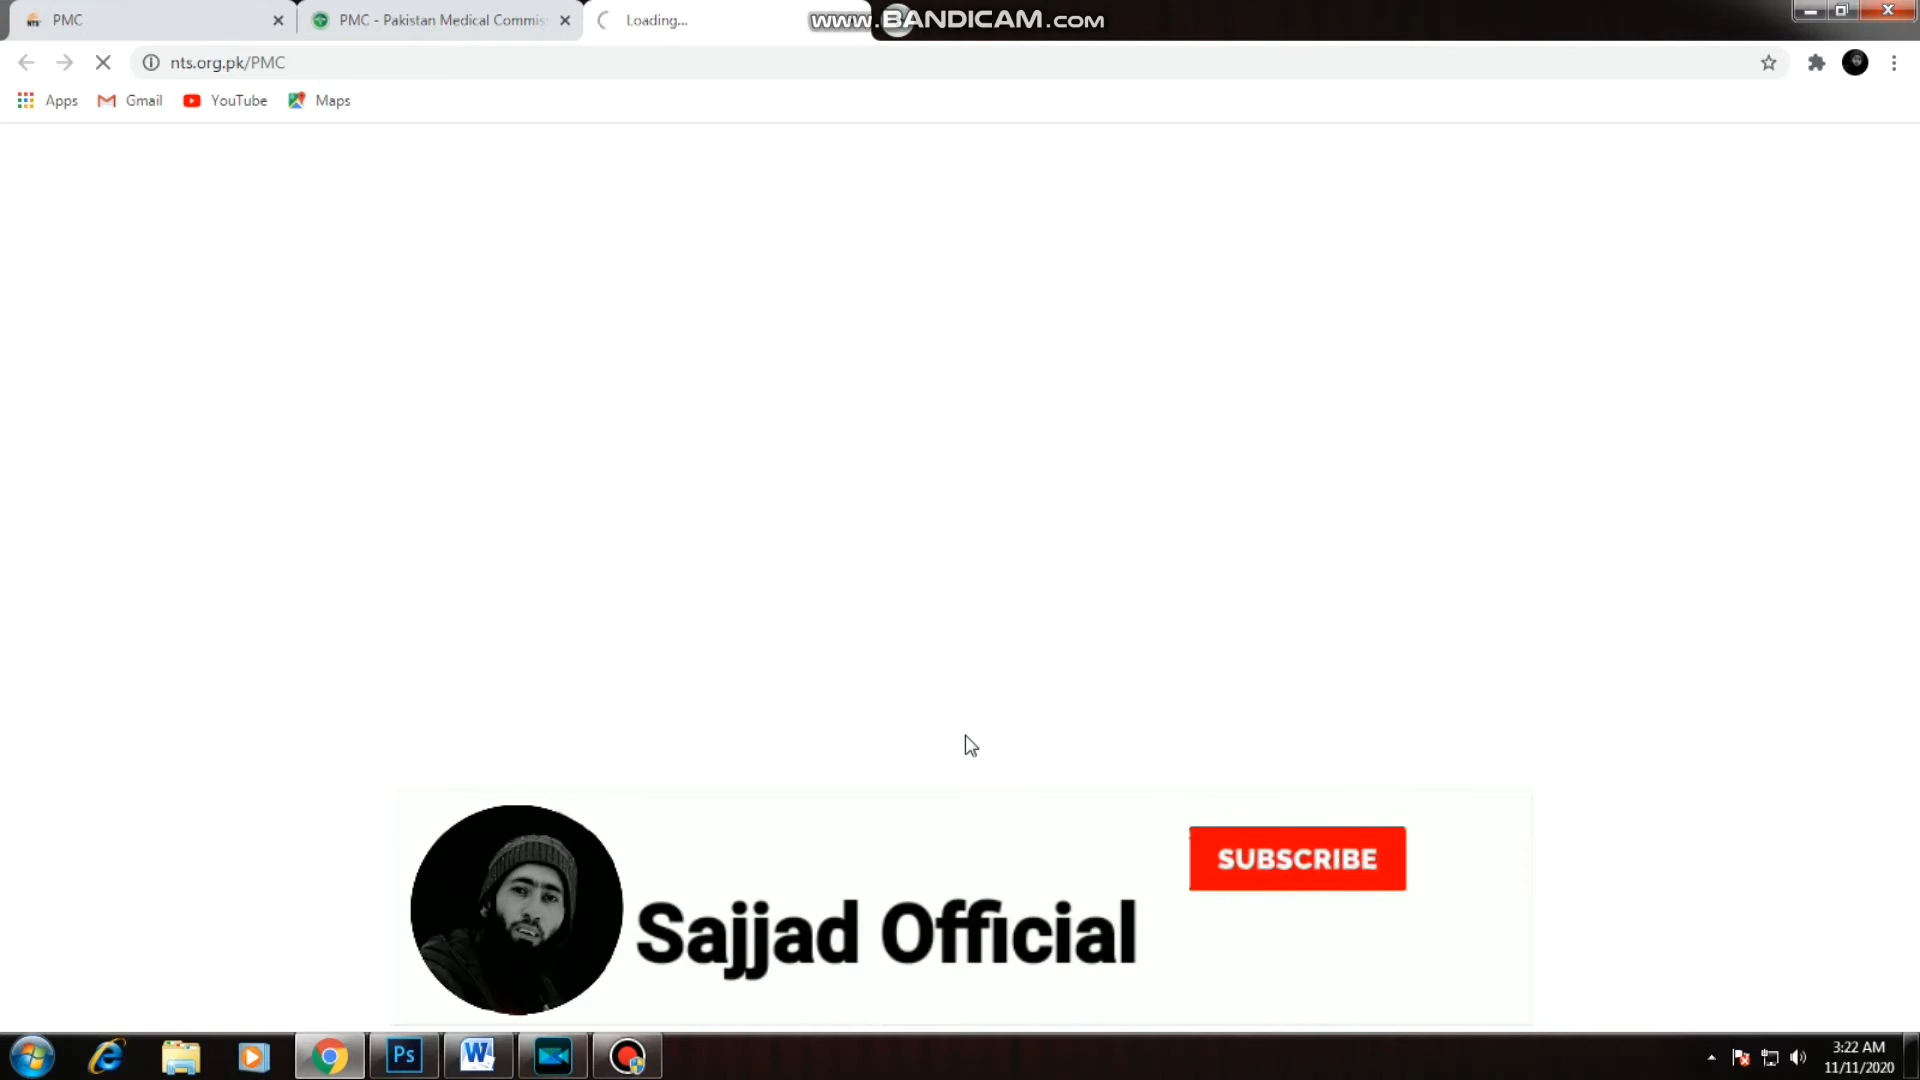 PMC
PMC - Pakistan Medical Commis
Loading...
www.BANDICAM.com
nts.org.pk/PMC
Apps
Gmail
YouTube
Maps
SUBSCRIBE
Sajjad Official
Ps
W
3:22 AM
11/11/2020